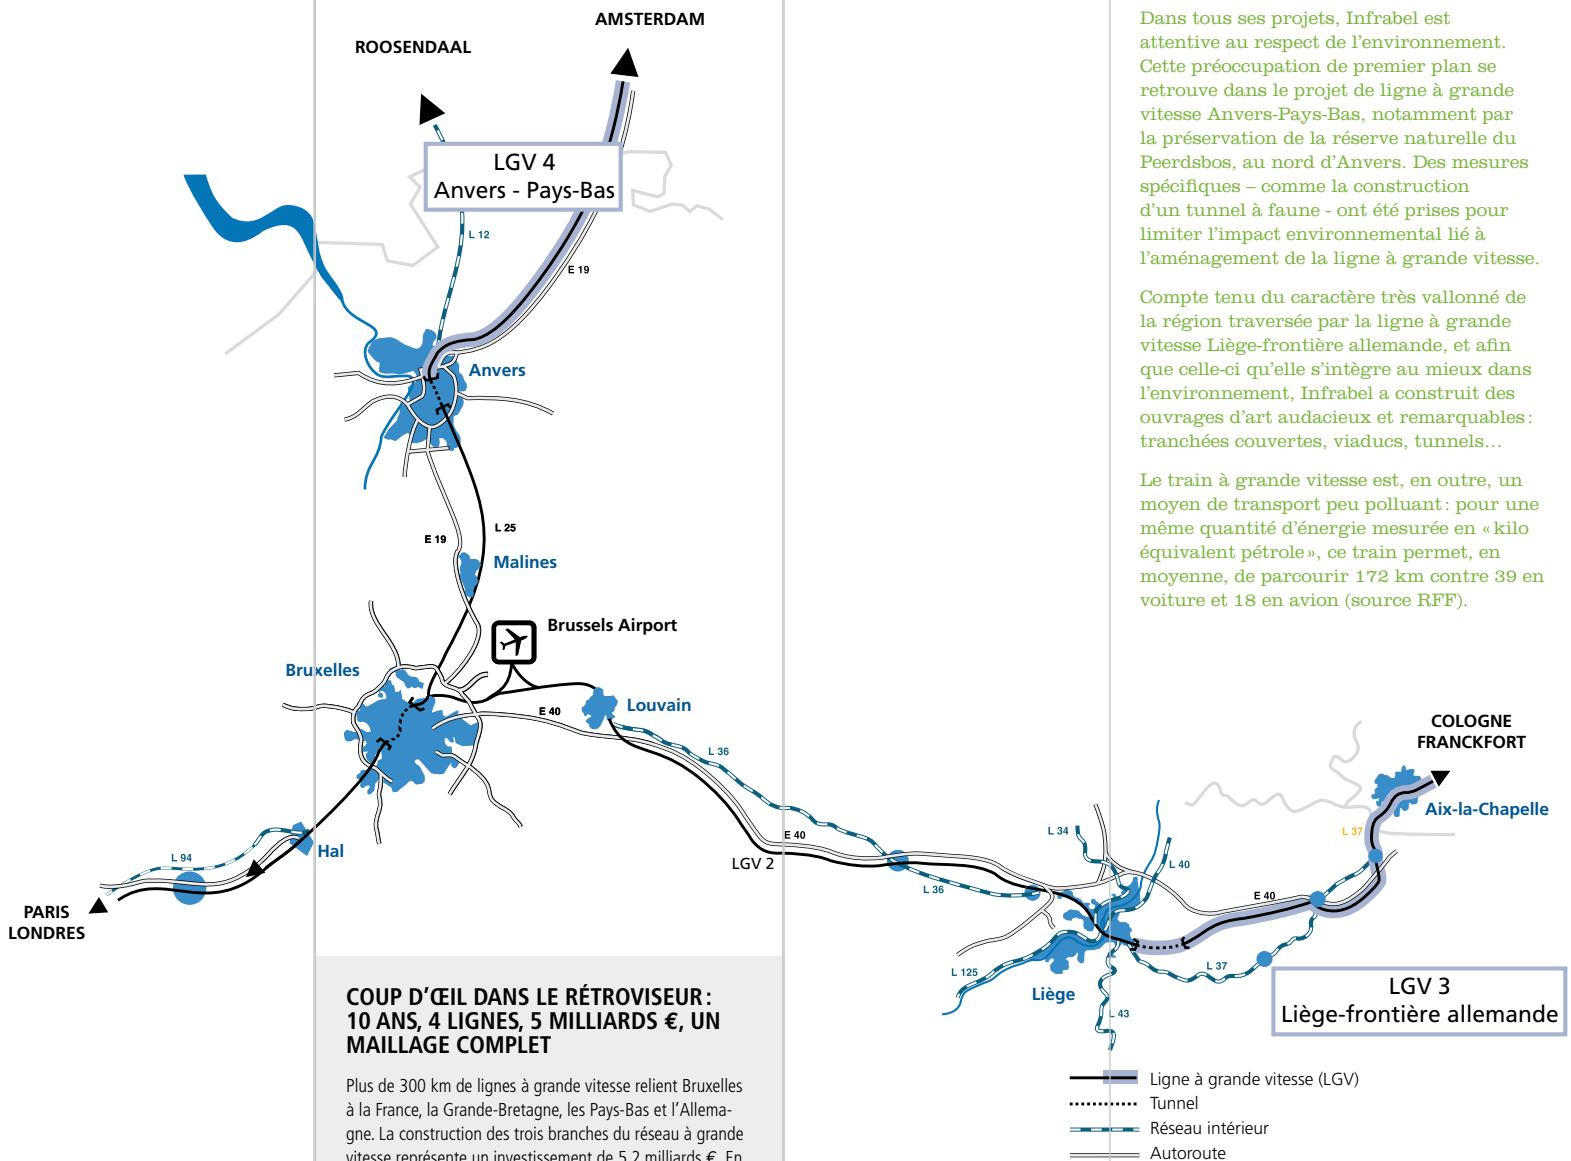 AMSTERDAM
ROOSENDAAL
LGV 4
Anvers - Pays-Bas
L 12
E 19
Anvers
L 25
E 19
Malines
Brussels Airport
Bruxelles
Louvain
E 40
L 36
E 40
LGV 2
L 36
Hal
L 94
PARIS
LONDRES
COLOGNE
FRANCKFORT
Aix-la-Chapelle
L 37
L 34
L 40
E 40
L 37
L 125
Liège
L 43
LGV 3
Liège-frontière allemande
Ligne à grande vitesse (LGV)
Tunnel
Réseau intérieur
Autoroute
Dans tous ses projets, Infrabel est
attentive au respect de l’environnement.
Cette préoccupation de premier plan se
retrouve dans le projet de ligne à grande
vitesse Anvers-Pays-Bas, notamment par
la préservation de la réserve naturelle du
Peerdsbos, au nord d’Anvers. Des mesures
spécifiques – comme la construction
d’un tunnel à faune - ont été prises pour
limiter l’impact environnemental lié à
l’aménagement de la ligne à grande vitesse.
Compte tenu du caractère très vallonné de
la région traversée par la ligne à grande
vitesse Liège-frontière allemande, et afin
que celle-ci qu’elle s’intègre au mieux dans
l’environnement, Infrabel a construit des
ouvrages d’art audacieux et remarquables :
tranchées couvertes, viaducs, tunnels…
Le train à grande vitesse est, en outre, un
moyen de transport peu polluant : pour une
même quantité d’énergie mesurée en « kilo
équivalent pétrole », ce train permet, en
moyenne, de parcourir 172 km contre 39 en
voiture et 18 en avion (source RFF).
COUP D’ŒIL DANS LE RÉTROVISEUR :
10 ANS, 4 LIGNES, 5 MILLIARDS €, UN
MAILLAGE COMPLET
Plus de 300 km de lignes à grande vitesse relient Bruxelles
à la France, la Grande-Bretagne, les Pays-Bas et l’Allema-
gne. La construction des trois branches du réseau à grande
vitesse représente un investissement de 5,2 milliards €. En